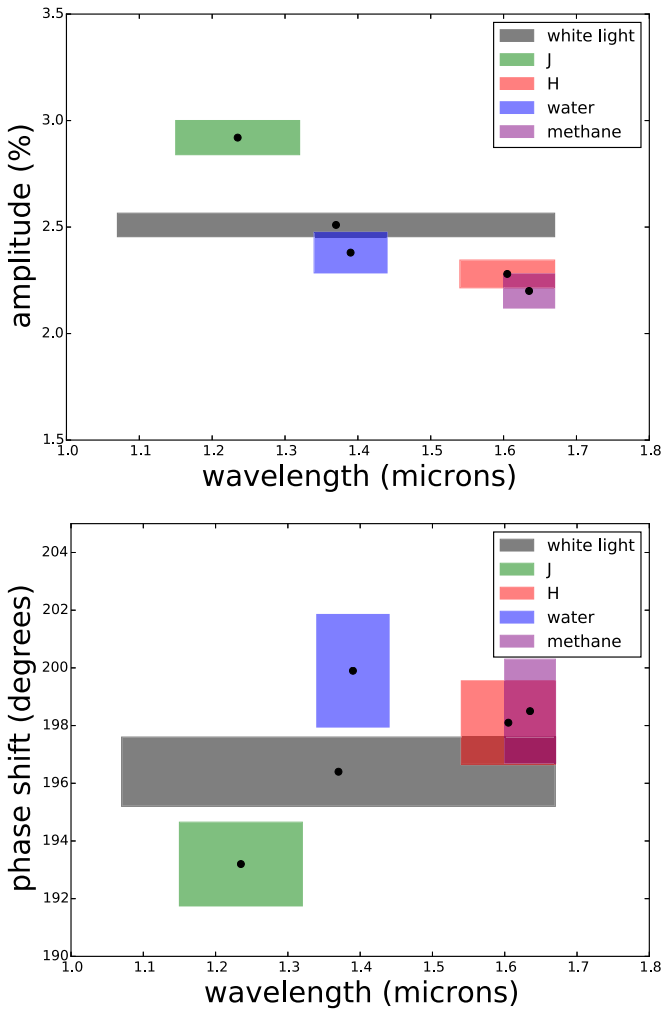 3.5
3.0
2.5
2.0
1.5
amplitude (%)
white light
J
H
water
methane
1.0 1.1 1.2 1.3 1.4 1.5 1.6 1.7 1.8
wavelength (microns)
204
202
200
198
196
194
192
190
phase shift (degrees)
white light
J
H
water
methane
1.0 1.1 1.2 1.3 1.4 1.5 1.6 1.7 1.8
wavelength (microns)